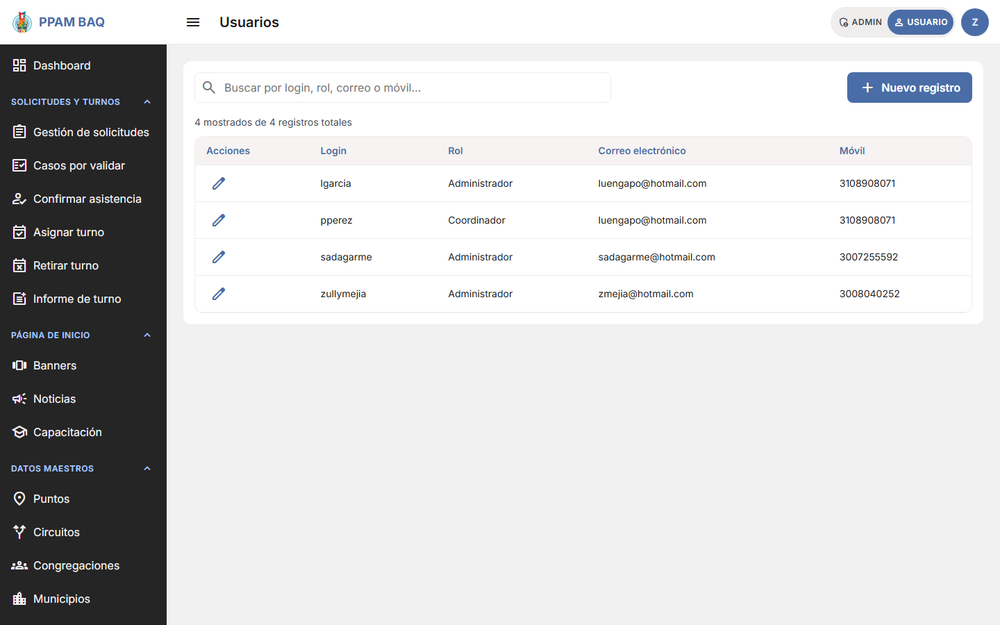 PPAM BAQ
Usuarios
ADMIN
USUARIO
Z
Dashboard
SOLICITUDES Y TURNOS
Gestión de solicitudes
Casos por validar
Confirmar asistencia
Asignar turno
Retirar turno
Informe de turno
PÁGINA DE INICIO
Banners
Noticias
Capacitación
DATOS MAESTROS
Puntos
Circuitos
Congregaciones
Municipios
Buscar por login, rol, correo o móvil...
Nuevo registro
4 mostrados de 4 registros totales
Acciones Login Rol Correo electrónico Móvil
lgarcia Administrador luengapo@hotmail.com 3108908071
pperez Coordinador luengapo@hotmail.com 3108908071
sadagarme Administrador sadagarme@hotmail.com 3007255592
zullymejia Administrador zmejia@hotmail.com 3008040252